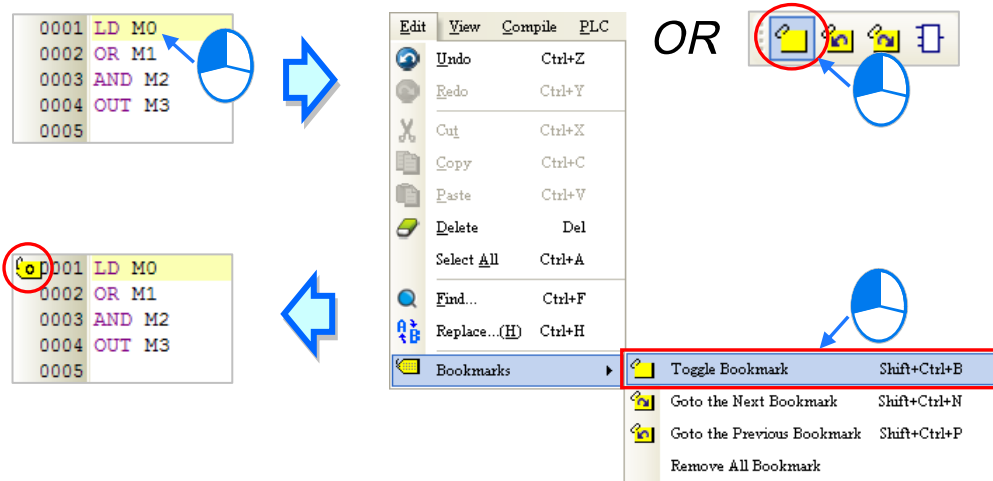 0001 LD M0
0002 OR M1
0003 AND M2
0004 OUT M3
0005
Edit View Compile PLC
Undo Ctrl+Z
Redo Ctrl+Y
Cut Ctrl+X
Copy Ctrl+C
Paste Ctrl+V
Delete Del
Select All Ctrl+A
Find... Ctrl+F
Replace...(H) Ctrl+H
Bookmarks
Toggle Bookmark Shift+Ctrl+B
Goto the Next Bookmark Shift+Ctrl+N
Goto the Previous Bookmark Shift+Ctrl+P
Remove All Bookmark
OR
0001 LD M0
0002 OR M1
0003 AND M2
0004 OUT M3
0005